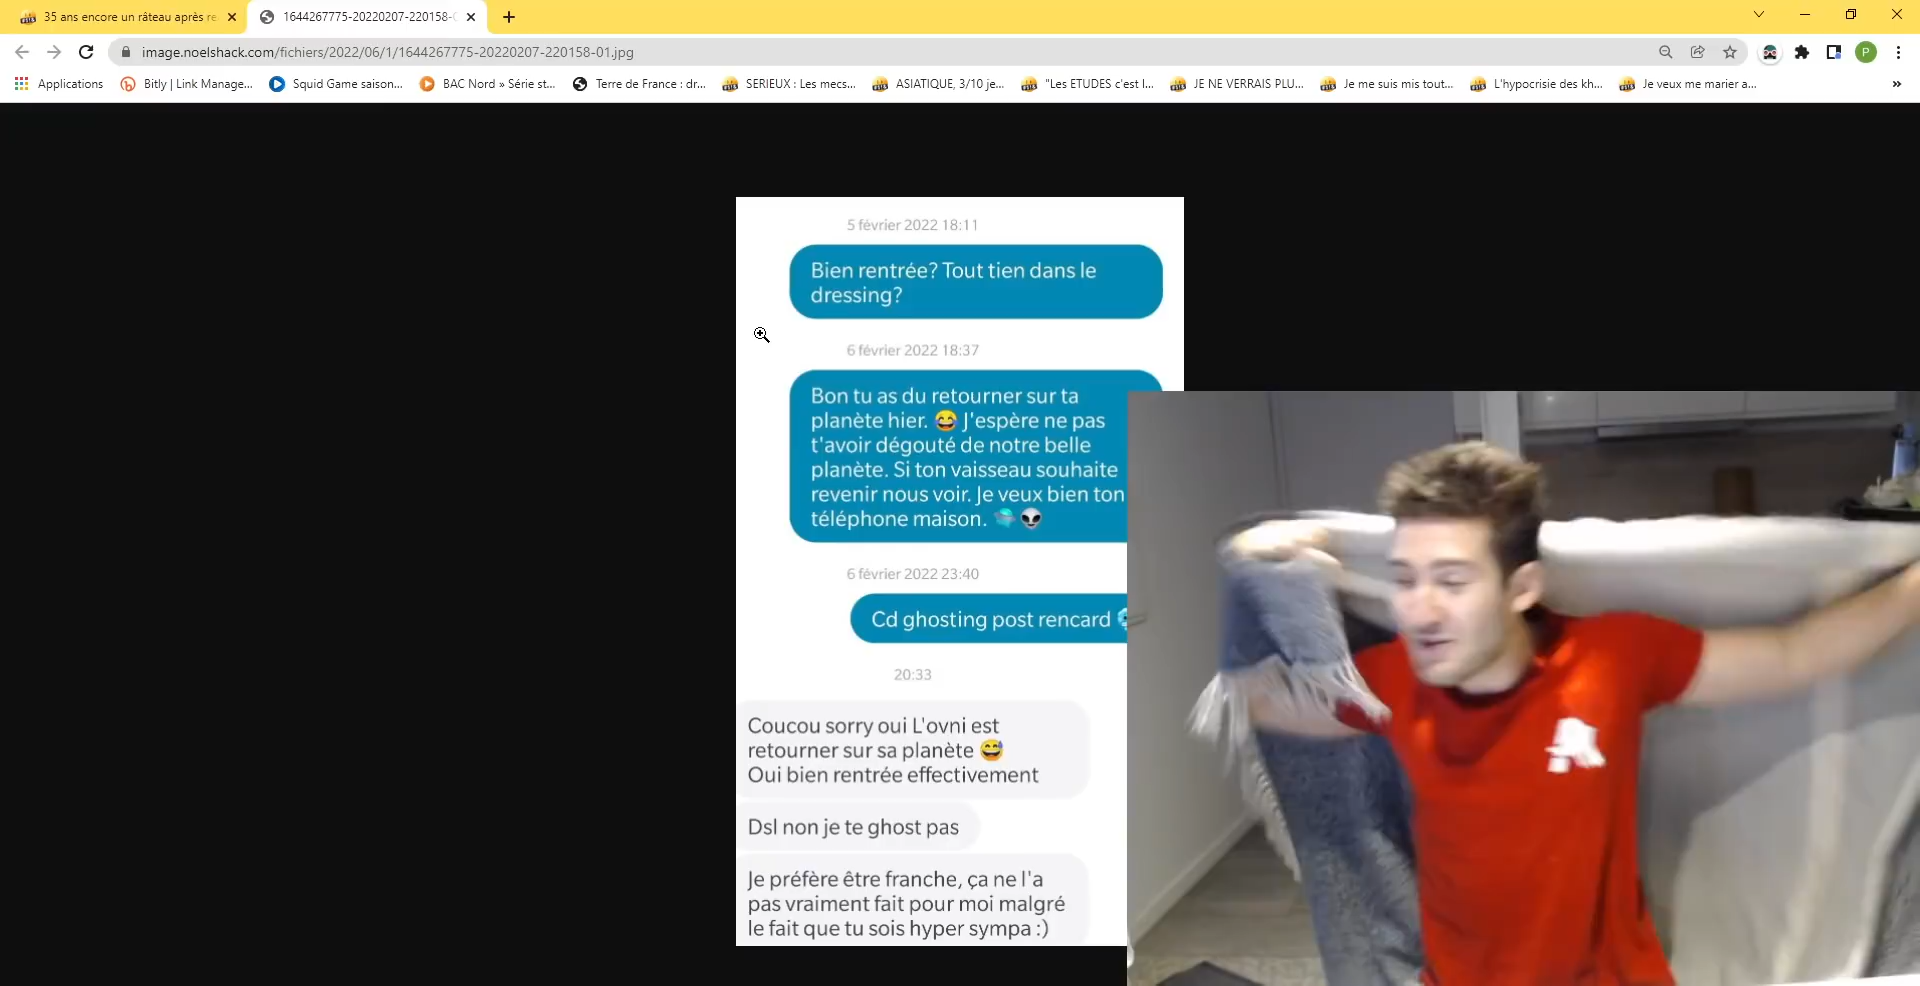 35 ans encore un râteau après re
1644267775-20220207-220158-
image.noelshack.com/fichiers/2022/06/1/1644267775-20220207-220158-01.jpg
P
Applications
Bitly | Link Manage...
Squid Game saison...
BAC Nord » Série st...
Terre de France : dr...
SERIEUX : Les mecs...
ASIATIQUE, 3/10 je...
"Les ETUDES c'est l...
JE NE VERRAIS PLU...
Je me suis mis tout...
L'hypocrisie des kh...
Je veux me marier a...
»
5 février 2022 18:11
Bien rentrée? Tout tien dans le
dressing?
6 février 2022 18:37
Bon tu as du retourner sur ta
planète hier. 😂 J'espère ne pas
t'avoir dégouté de notre belle
planète. Si ton vaisseau souhaite
revenir nous voir. Je veux bien ton
téléphone maison. 🛸👽
6 février 2022 23:40
Cd ghosting post rencard
20:33
Coucou sorry oui L'ovni est
retourner sur sa planète 😅
Oui bien rentrée effectivement
Dsl non je te ghost pas
Je préfère être franche, ça ne l'a
pas vraiment fait pour moi malgré
le fait que tu sois hyper sympa :)